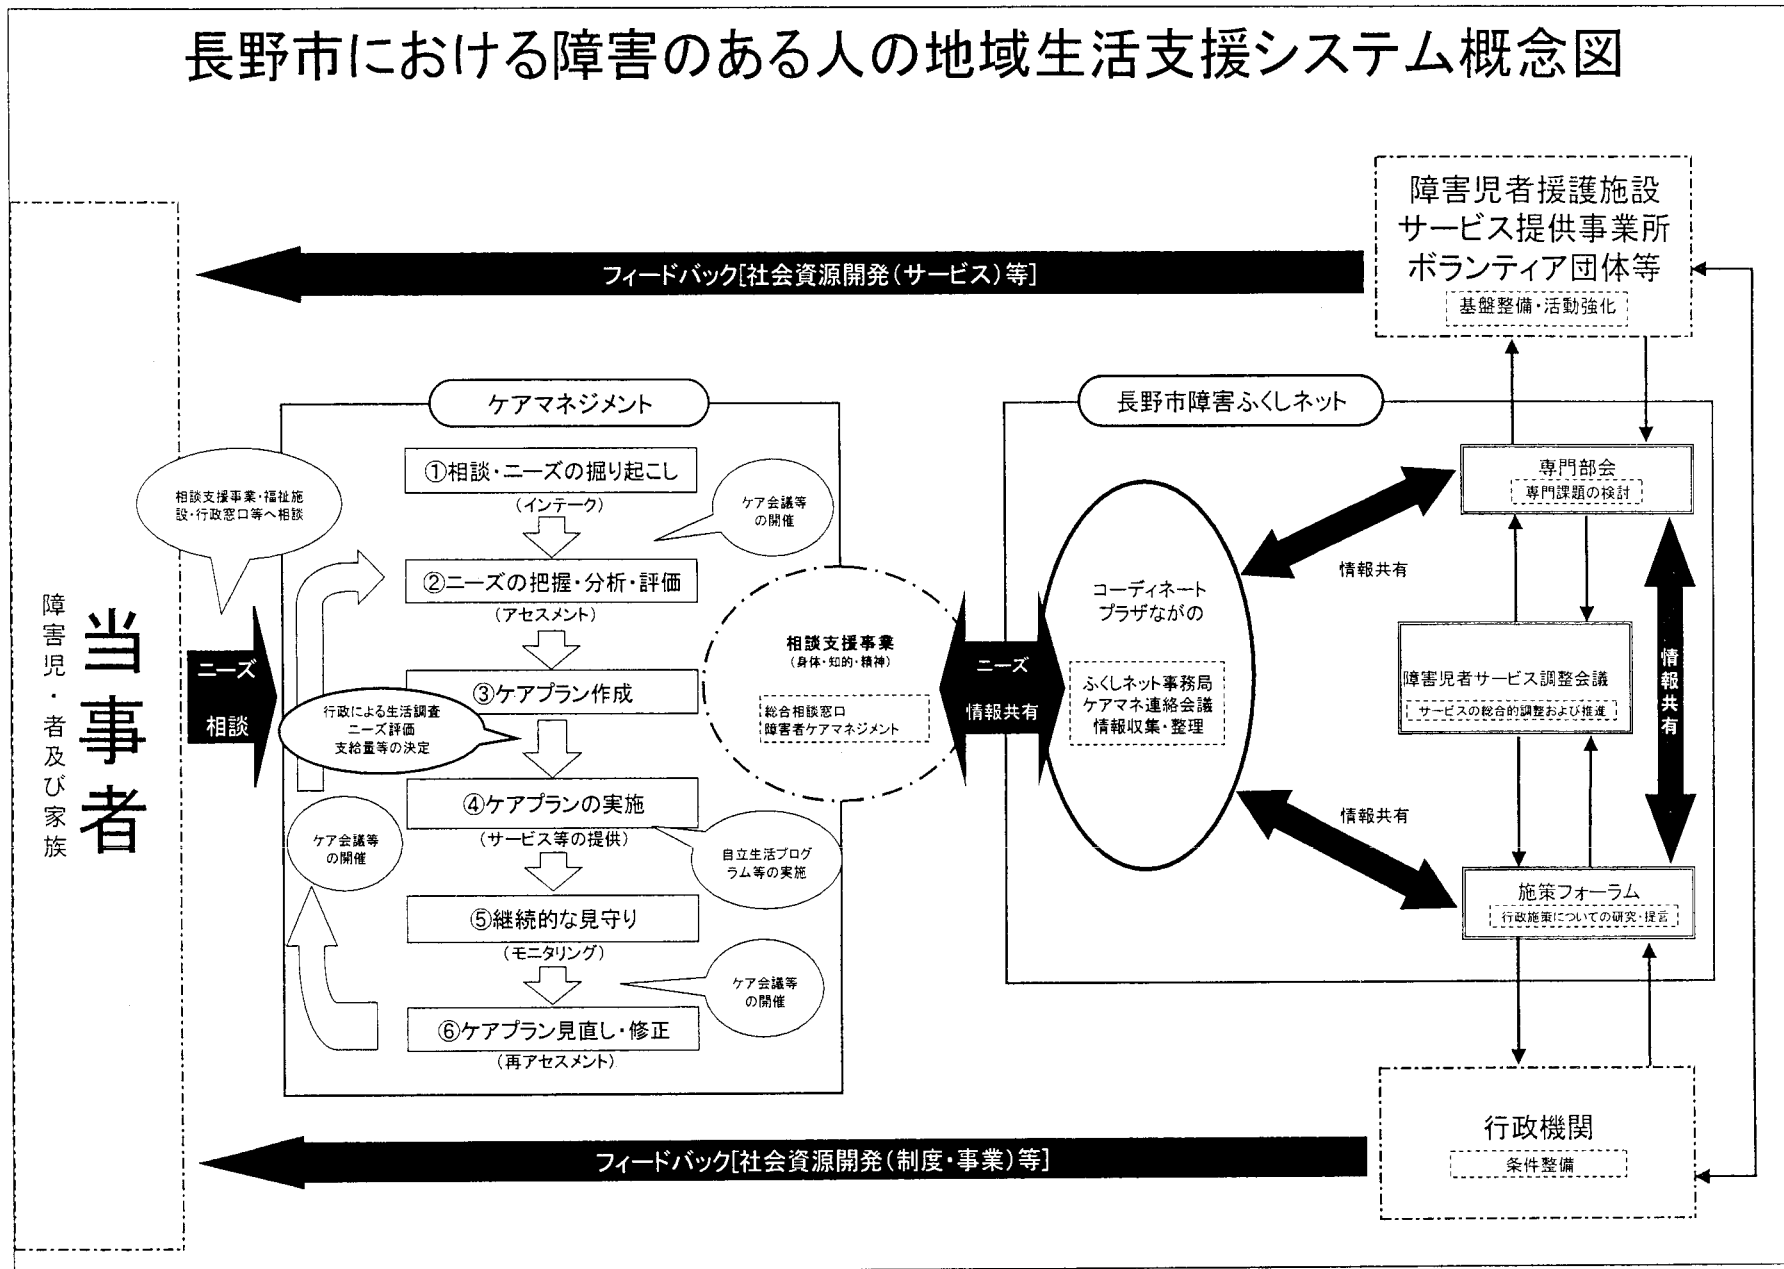 長野市における障害のある人の地域生活支援システム概念図
障害児者援護施設
サービス提供事業所
ボランティア団体等
基盤整備・活動強化
フィードバック[社会資源開発(サービス)等]
当事者
障害児・者及び家族
相談支援事業・福祉施
設・行政窓口等へ相談
ニーズ
相談
ケアマネジメント
①相談・ニーズの掘り起こし
(インテーク)
ケア会議等
の開催
②ニーズの把握・分析・評価
(アセスメント)
③ケアプラン作成
行政による生活調査
ニーズ評価
支給量等の決定
④ケアプランの実施
(サービス等の提供)
ケア会議等
の開催
自立生活プログ
ラム等の実施
⑤継続的な見守り
(モニタリング)
ケア会議等
の開催
⑥ケアプラン見直し・修正
(再アセスメント)
相談支援事業
(身体・知的・精神)
総合相談窓口
障害者ケアマネジメント
ニーズ
情報共有
長野市障害ふくしネット
コーディネート
プラザながの
ふくしネット事務局
ケアマネ連絡会議
情報収集・整理
情報共有
情報共有
専門部会
専門課題の検討
障害児者サービス調整会議
サービスの総合的調整および推進
情報共有
施策フォーラム
行政施策についての研究・提言
行政機関
条件整備
フィードバック[社会資源開発(制度・事業)等]